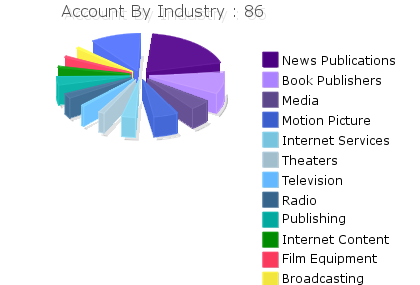 Account By Industry : 86
News Publications
Book Publishers
Media
Motion Picture
Internet Services
Theaters
Television
Radio
Publishing
Internet Content
Film Equipment
Broadcasting